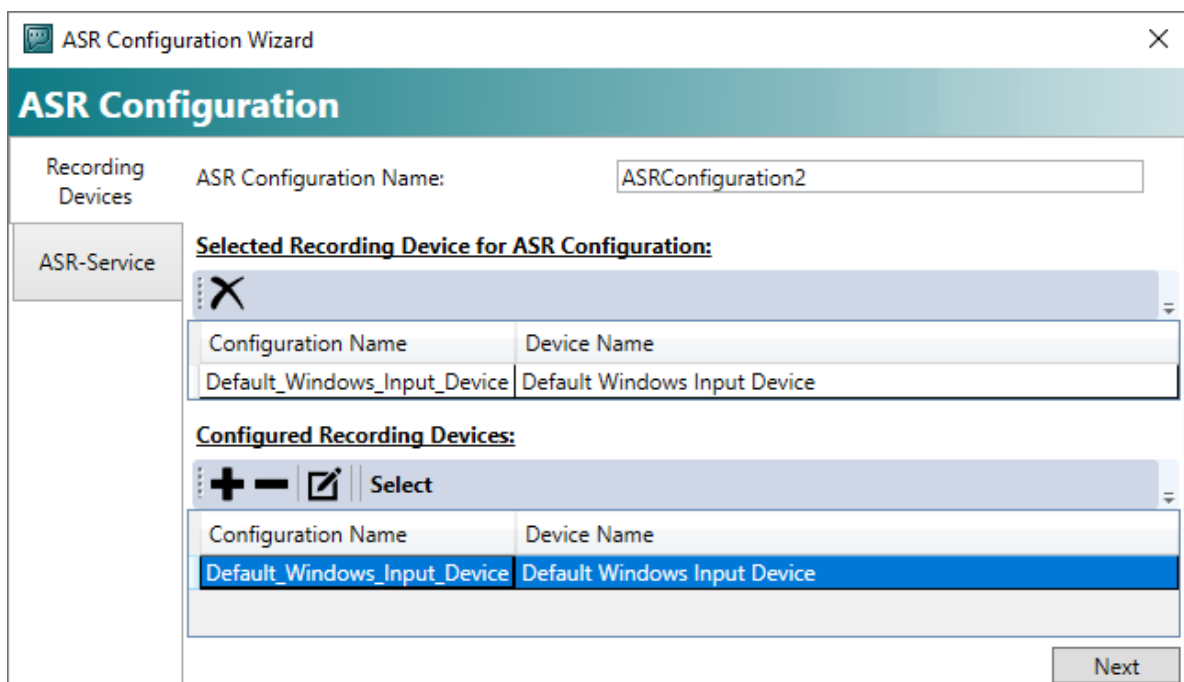 ASR Configuration Wizard
ASR Configuration
Recording
Devices
ASR-Service
ASR Configuration Name: ASRConfiguration2
Selected Recording Device for ASR Configuration:
Configuration Name Device Name
Default_Windows_Input_Device Default Windows Input Device
Configured Recording Devices:
Select
Configuration Name Device Name
Default_Windows_Input_Device Default Windows Input Device
Next